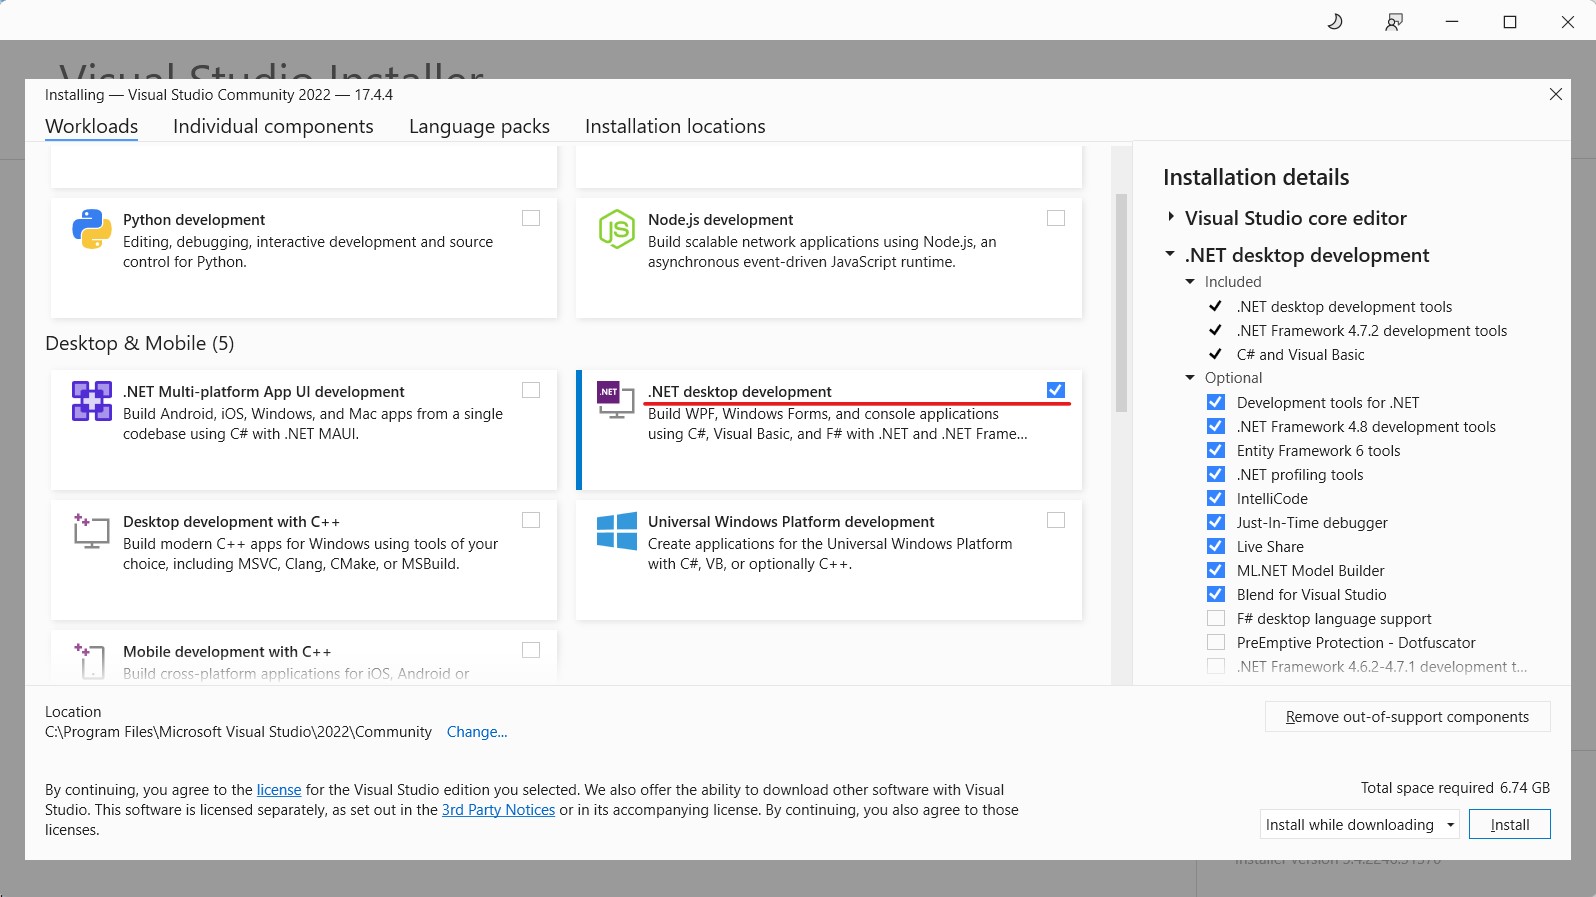 Visual Studio Installer
Installing — Visual Studio Community 2022 — 17.4.4
Workloads
Individual components
Language packs
Installation locations
Python development
Editing, debugging, interactive development and source
control for Python.
JS
Node.js development
Build scalable network applications using Node.js, an
asynchronous event-driven JavaScript runtime.
Desktop & Mobile (5)
.NET Multi-platform App UI development
Build Android, iOS, Windows, and Mac apps from a single
codebase using C# with .NET MAUI.
.NET
.NET desktop development
Build WPF, Windows Forms, and console applications
using C#, Visual Basic, and F# with .NET and .NET Frame...
Desktop development with C++
Build modern C++ apps for Windows using tools of your
choice, including MSVC, Clang, CMake, or MSBuild.
Universal Windows Platform development
Create applications for the Universal Windows Platform
with C#, VB, or optionally C++.
Mobile development with C++
Build cross-platform applications for iOS, Android or
Installation details
Visual Studio core editor
.NET desktop development
Included
.NET desktop development tools
.NET Framework 4.7.2 development tools
C# and Visual Basic
Optional
Development tools for .NET
.NET Framework 4.8 development tools
Entity Framework 6 tools
.NET profiling tools
IntelliCode
Just-In-Time debugger
Live Share
ML.NET Model Builder
Blend for Visual Studio
F# desktop language support
PreEmptive Protection - Dotfuscator
.NET Framework 4.6.2-4.7.1 development t...
Location
C:\Program Files\Microsoft Visual Studio\2022\Community Change...
Remove out-of-support components
By continuing, you agree to the license for the Visual Studio edition you selected. We also offer the ability to download other software with Visual
Studio. This software is licensed separately, as set out in the 3rd Party Notices or in its accompanying license. By continuing, you also agree to those
licenses.
Total space required 6.74 GB
Install while downloading
Install